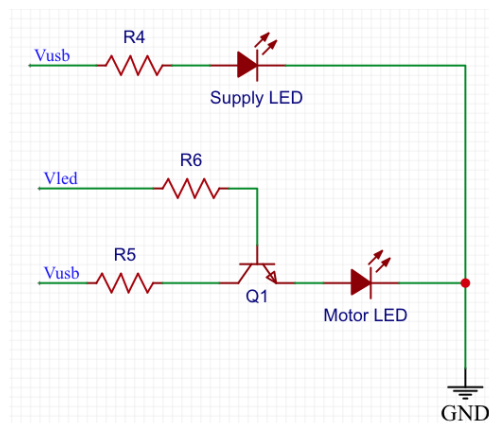 R4
Vusb
Supply LED
R6
Vled
R5
Vusb
Q1
Motor LED
GND